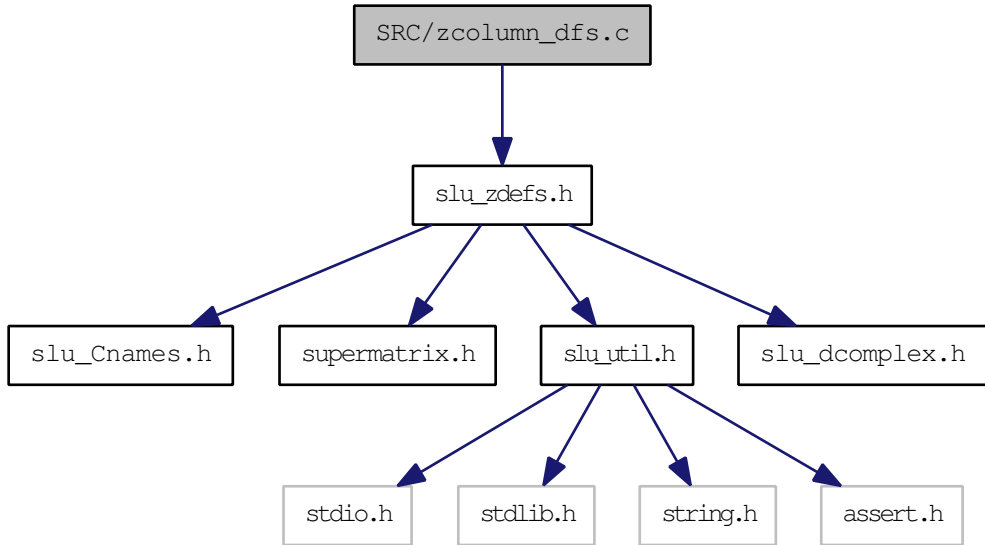 SRC/zcolumn_dfs.c
slu_zdefs.h
slu_Cnames.h
supermatrix.h
slu_util.h
slu_dcomplex.h
stdio.h
stdlib.h
string.h
assert.h